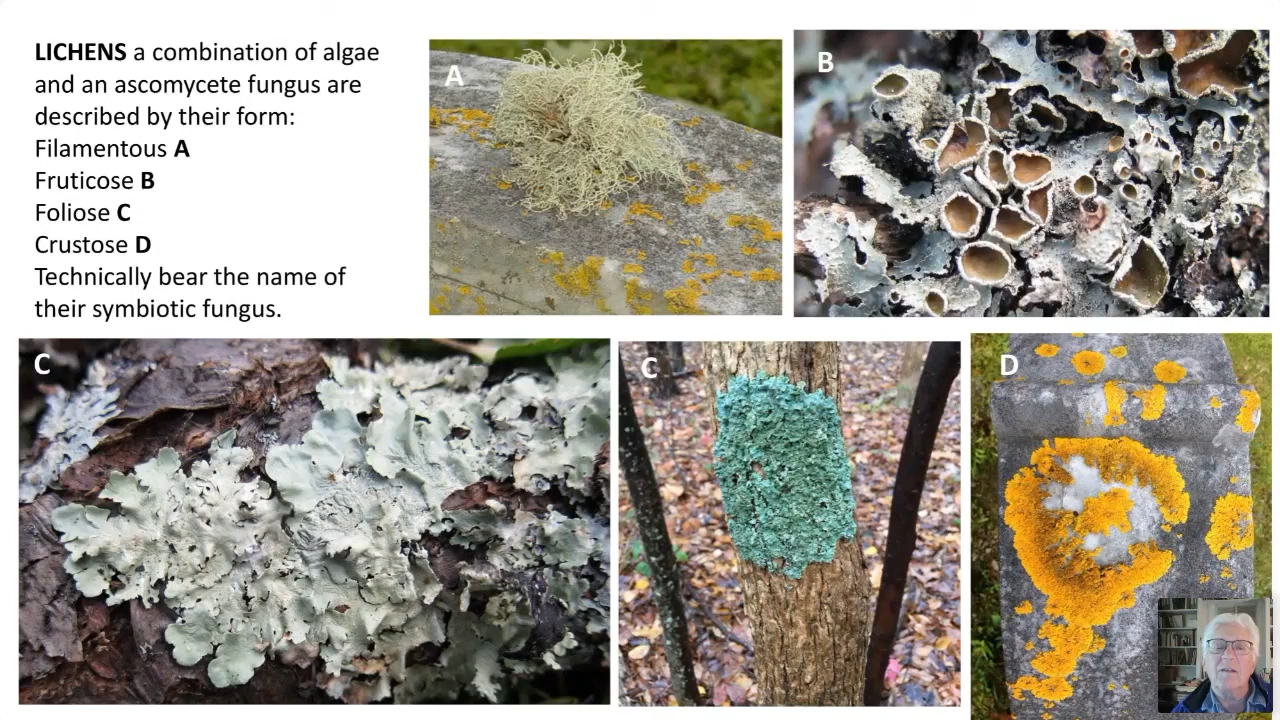 LICHENS a combination of algae
and an ascomycete fungus are
described by their form:
Filamentous A
Fruticose B
Foliose C
Crustose D
Technically bear the name of
their symbiotic fungus.
A
B
C
C
D